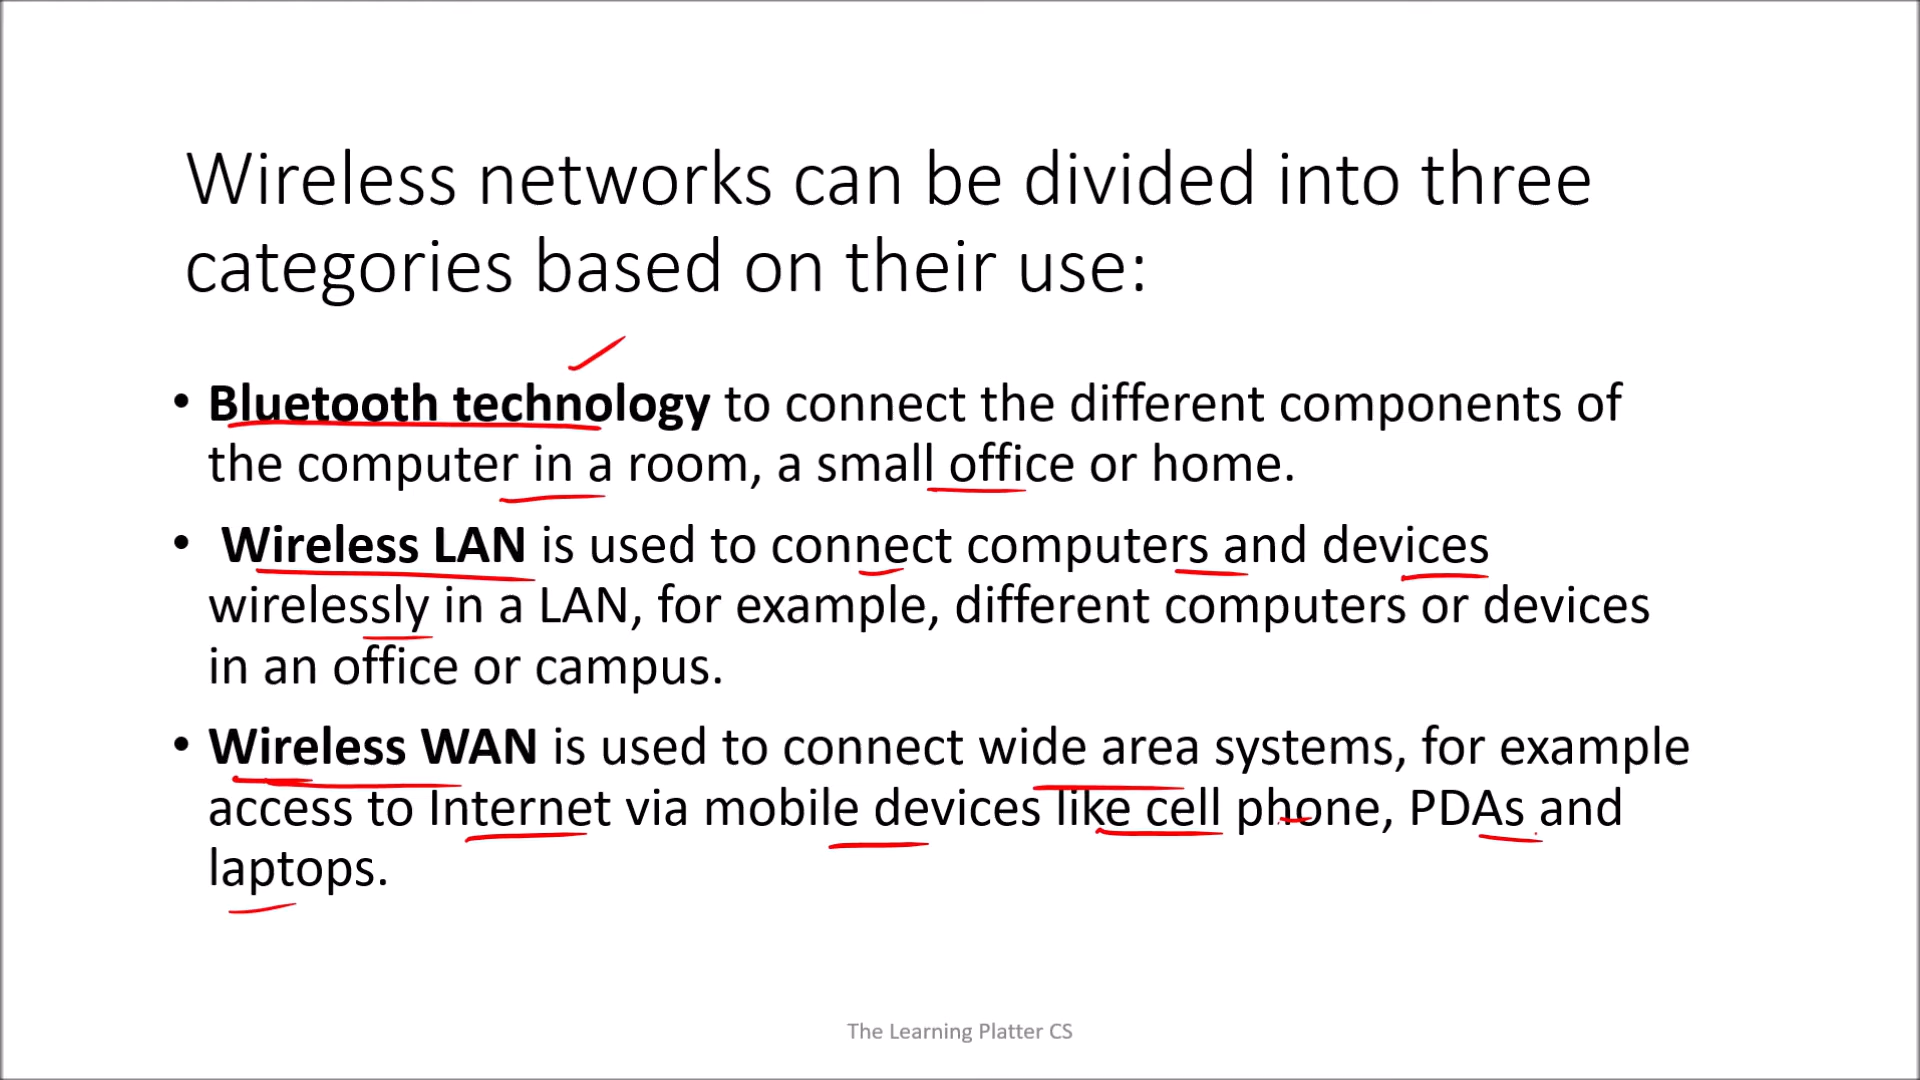 Wireless networks can be divided into three
categories based on their use:
• Bluetooth technology to connect the different components of
the computer in a room, a small office or home.
• Wireless LAN is used to connect computers and devices
wirelessly in a LAN, for example, different computers or devices
in an office or campus.
• Wireless WAN is used to connect wide area systems, for example
access to Internet via mobile devices like cell phone, PDAs and
laptops.
The Learning Platter CS